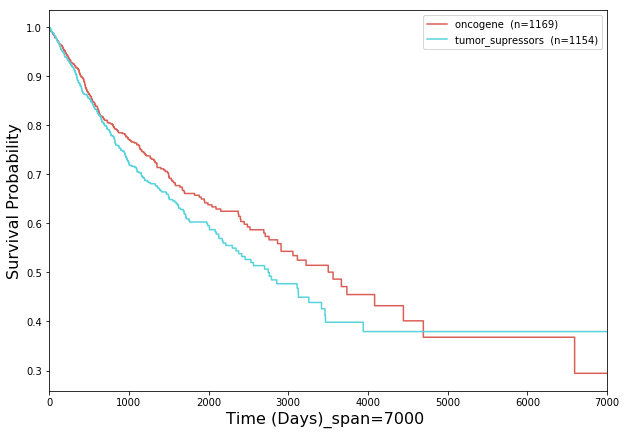 oncogene (n=1169)
tumor_supressors (n=1154)
1.0
0.9
0.8
0.7
0.6
0.5
0.4
0.3
Survival Probability
0 1000 2000 3000 4000 5000 6000 7000
Time (Days)_span=7000